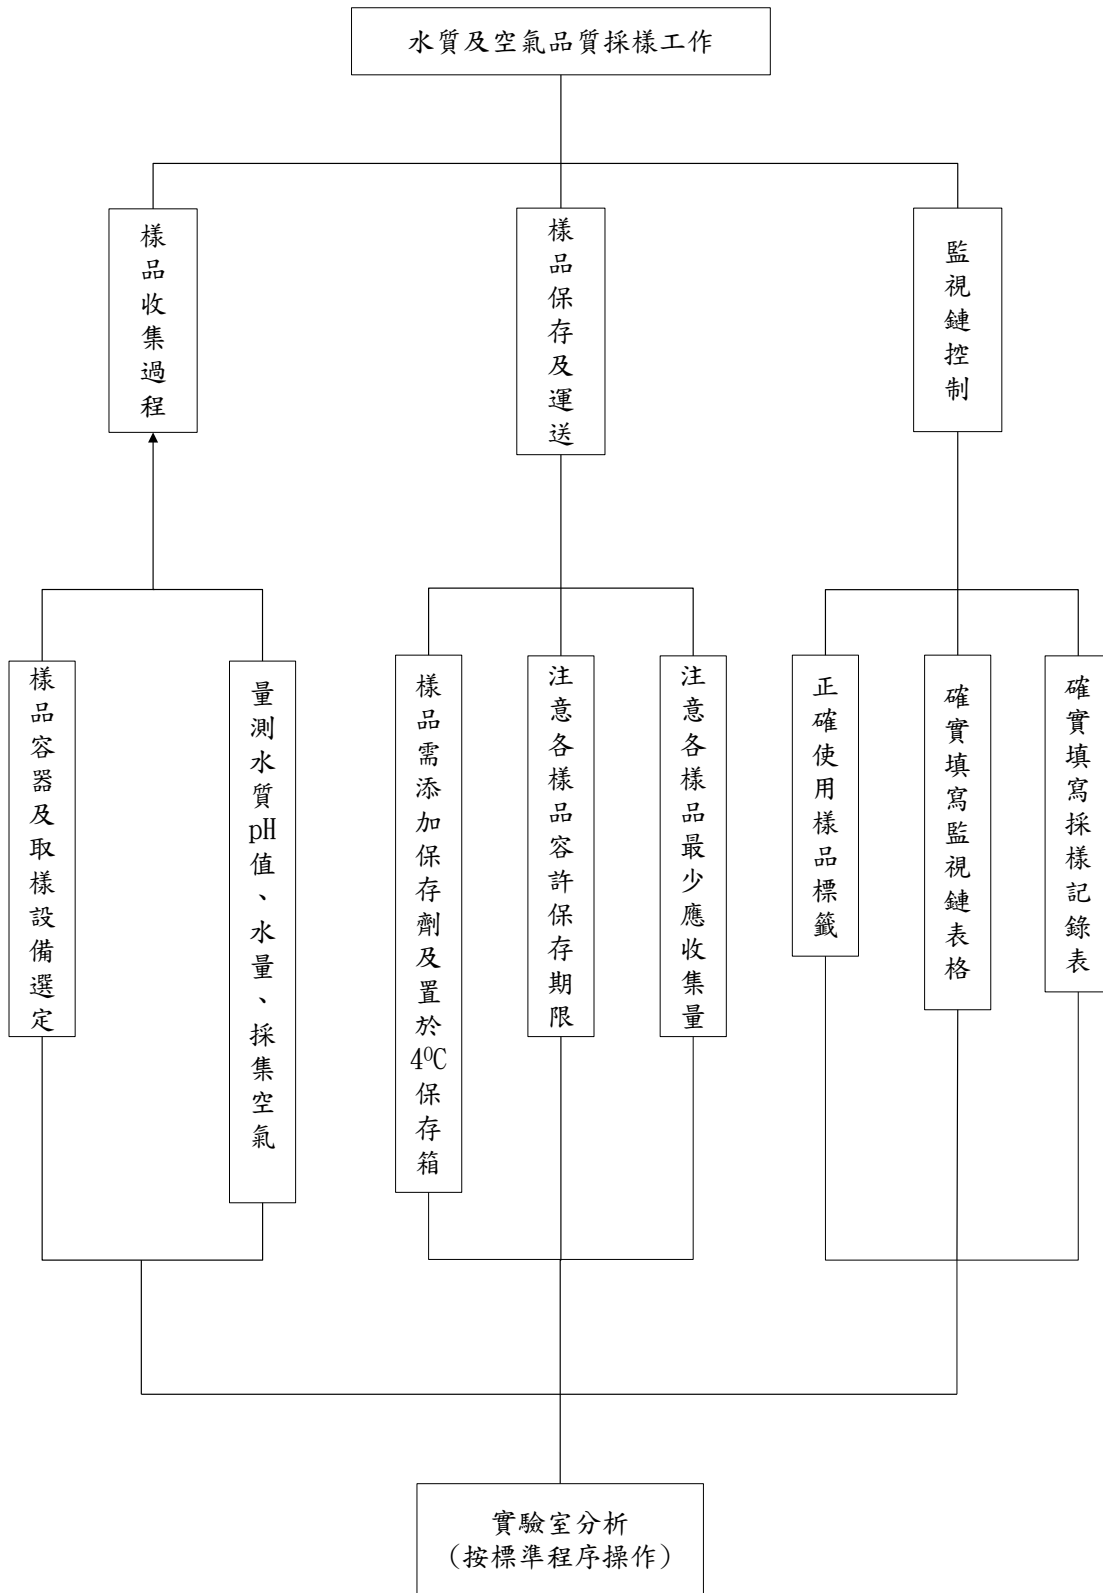 水質及空氣品質採樣工作
樣品收集過程
樣品保存及運送
監視鏈控制
樣品容器及取樣設備選定
量測水質pH值、水量、採集空氣
樣品需添加保存劑及置於4⁰C保存箱
注意各樣品容許保存期限
注意各樣品最少應收集量
正確使用樣品標籤
確實填寫監視鏈表格
確實填寫採樣記錄表
實驗室分析
（按標準程序操作）